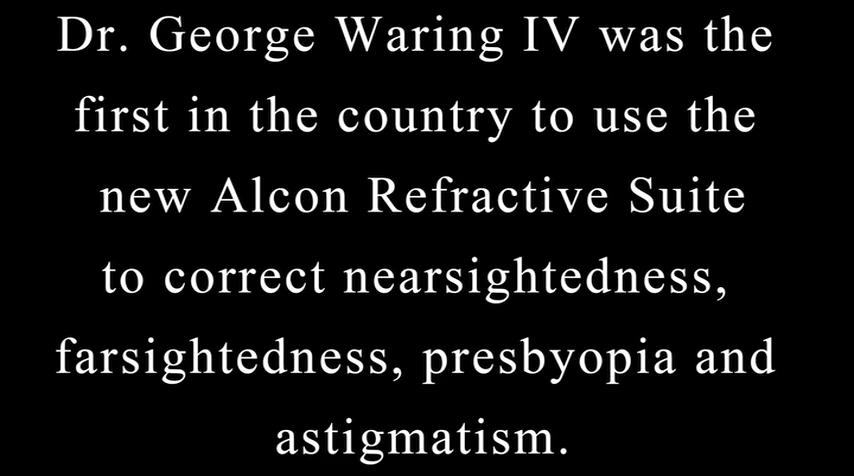 Dr. George Waring IV was the
first in the country to use the
new Alcon Refractive Suite
to correct nearsightedness,
farsightedness, presbyopia and
astigmatism.